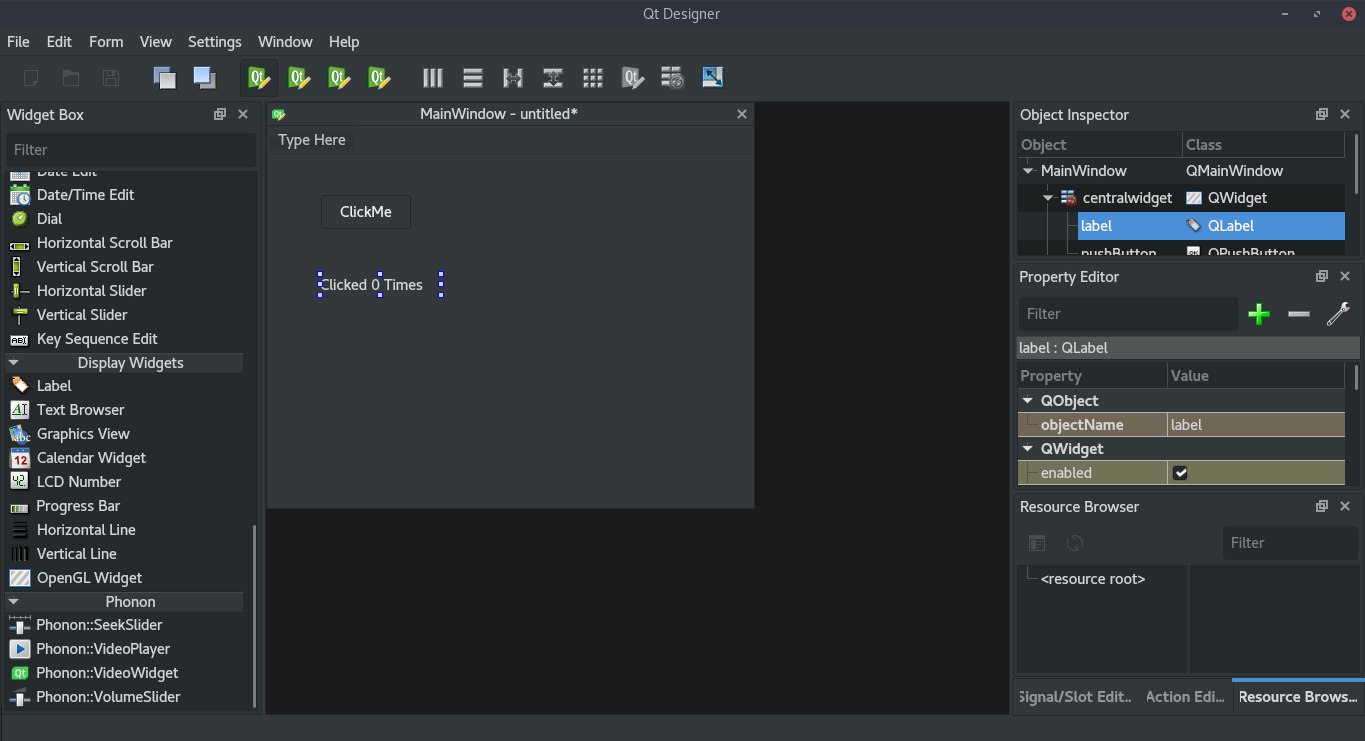 Qt Designer
File Edit Form View Settings Window Help
Widget Box
Filter
Date Edit
Date/Time Edit
Dial
Horizontal Scroll Bar
Vertical Scroll Bar
Horizontal Slider
Vertical Slider
Key Sequence Edit
Display Widgets
Label
Text Browser
Graphics View
Calendar Widget
LCD Number
Progress Bar
Horizontal Line
Vertical Line
OpenGL Widget
Phonon
Phonon::SeekSlider
Phonon::VideoPlayer
Phonon::VideoWidget
Phonon::VolumeSlider
MainWindow - untitled*
Type Here
ClickMe
Clicked 0 Times
Object Inspector
Object Class
MainWindow QMainWindow
centralwidget QWidget
label QLabel
pushButton QPushButton
Property Editor
Filter
label : QLabel
Property Value
QObject
objectName label
QWidget
enabled
Resource Browser
Filter
<resource root>
Signal/Slot Edit... Action Edi... Resource Brows...